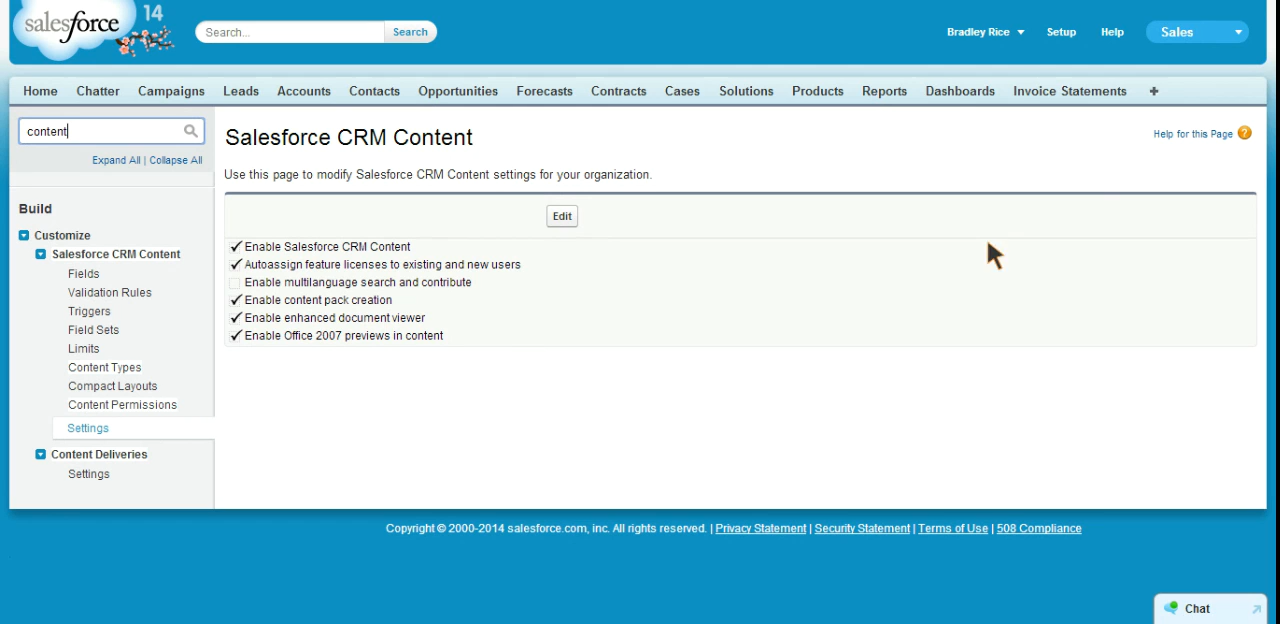 salesforce 14
Search...
Search
Bradley Rice
Setup
Help
Sales
Home Chatter Campaigns Leads Accounts Contacts Opportunities Forecasts Contracts Cases Solutions Products Reports Dashboards Invoice Statements +
content
Expand All | Collapse All
Build
Customize
Salesforce CRM Content
Fields
Validation Rules
Triggers
Field Sets
Limits
Content Types
Compact Layouts
Content Permissions
Settings
Content Deliveries
Settings
Salesforce CRM Content
Help for this Page ?
Use this page to modify Salesforce CRM Content settings for your organization.
Edit
Enable Salesforce CRM Content
Autoassign feature licenses to existing and new users
Enable multilanguage search and contribute
Enable content pack creation
Enable enhanced document viewer
Enable Office 2007 previews in content
Copyright © 2000-2014 salesforce.com, inc. All rights reserved. | Privacy Statement | Security Statement | Terms of Use | 508 Compliance
Chat